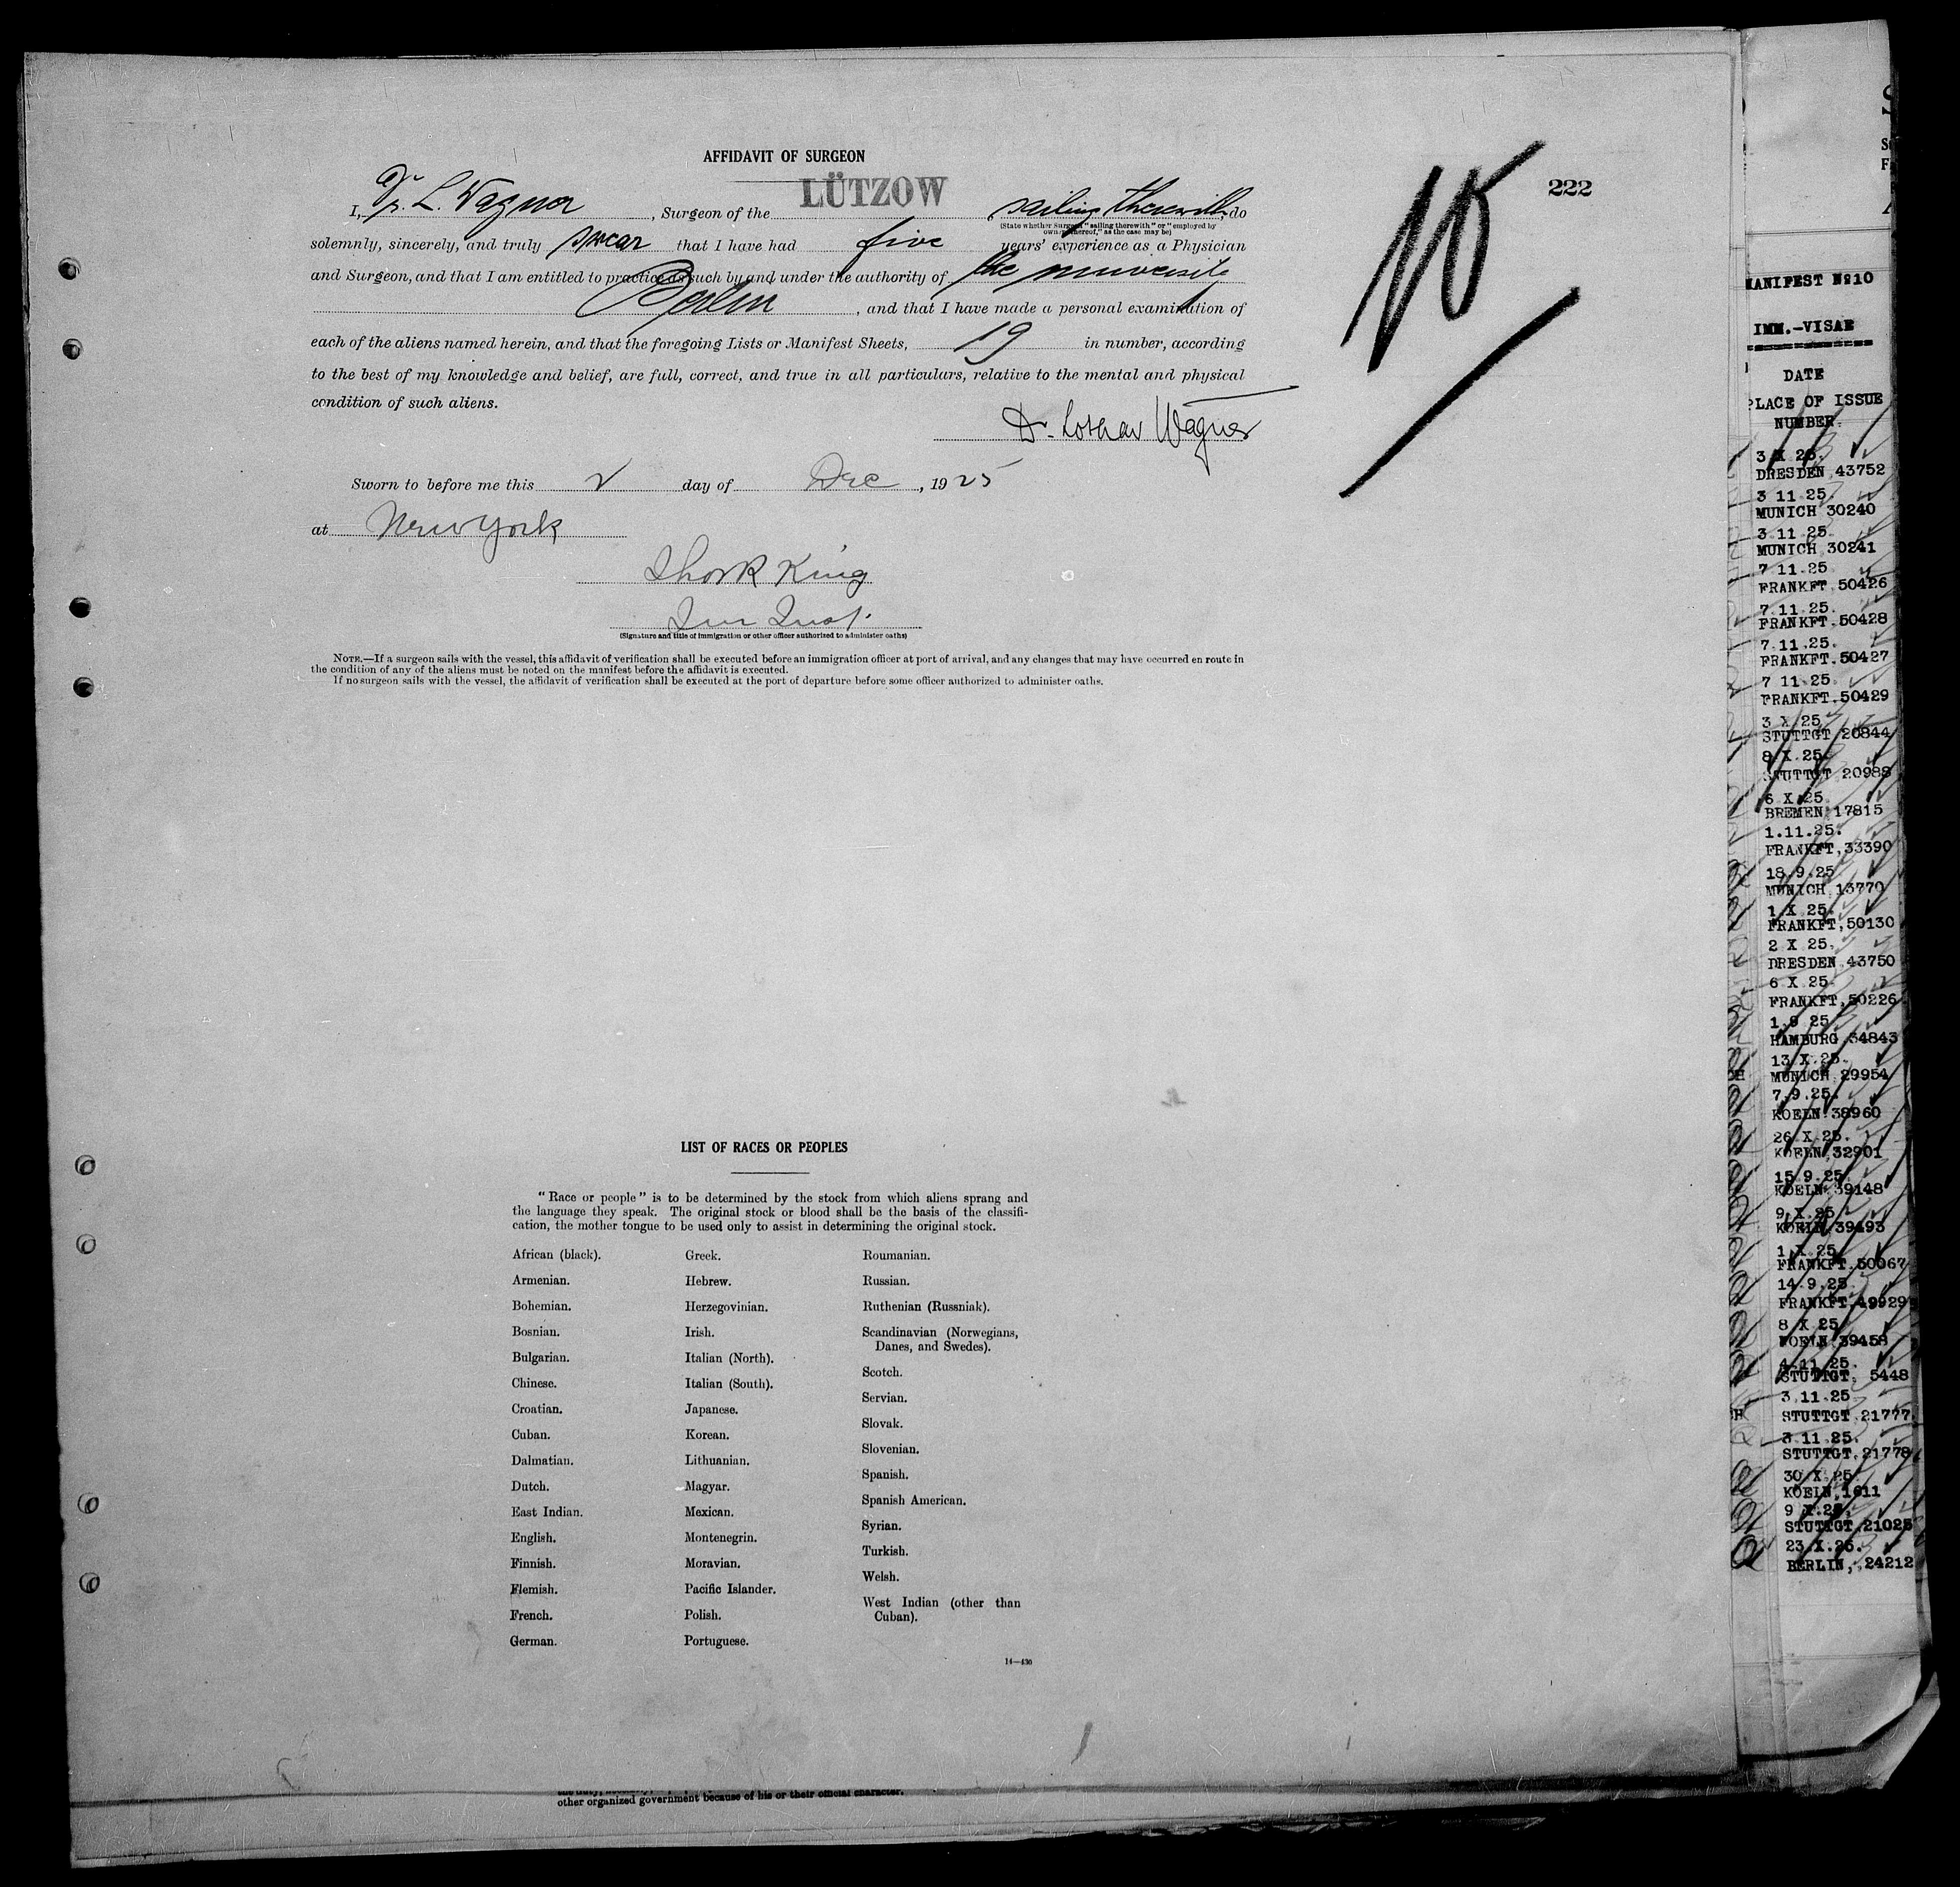 AFFIDAVIT OF SURGEON
222
I, Dr. L. Wagner, Surgeon of the LÜTZOW sailing therewith, do
(State whether Surgeon "sailing therewith" or "employed by
owners thereof," as the case may be)
solemnly, sincerely, and truly swear that I have had five years' experience as a Physician
and Surgeon, and that I am entitled to practice as such by and under the authority of the
Berlin, and that I have made a personal examination of
each of the aliens named herein, and that the foregoing Lists or Manifest Sheets, 19 in number, according
to the best of my knowledge and belief, are full, correct, and true in all particulars, relative to the mental and physical
condition of such aliens.
Dr. Lothar Wagner
Sworn to before me this 2 day of Dec, 1925
at New York
King
(Signature and title of immigration or other officer authorized to administer oaths)
NOTE.—If a surgeon sails with the vessel, this affidavit of verification shall be executed before an immigration officer at port of arrival, and any changes that may have occurred en route in
the condition of any of the aliens must be noted on the manifest before the affidavit is executed.
If no surgeon sails with the vessel, the affidavit of verification shall be executed at the port of departure before some officer authorized to administer oaths.
LIST OF RACES OR PEOPLES
"Race or people" is to be determined by the stock from which aliens sprang and
the language they speak. The original stock or blood shall be the basis of the classifi-
cation, the mother tongue to be used only to assist in determining the original stock.
African (black).
Armenian.
Bohemian.
Bosnian.
Bulgarian.
Chinese.
Croatian.
Cuban.
Dalmatian.
Dutch.
East Indian.
English.
Finnish.
Flemish.
French.
German.
Greek.
Hebrew.
Herzegovinian.
Irish.
Italian (North).
Italian (South).
Japanese.
Korean.
Lithuanian.
Magyar.
Mexican.
Montenegrin.
Moravian.
Pacific Islander.
Polish.
Portuguese.
Roumanian.
Russian.
Ruthenian (Russniak).
Scandinavian (Norwegians,
Danes, and Swedes).
Scotch.
Servian.
Slovak.
Slovenian.
Spanish.
Spanish American.
Syrian.
Turkish.
Welsh.
West Indian (other than
Cuban).
14—430
other organized government because of his or their official character.
MANIFEST №10
IMM.-VISAE
DATE
PLACE OF ISSUE
NUMBER.
3 X 25.
DRESDEN 43752
3 11 25.
MUNICH 30240
3 11 25.
MUNICH 30241
7 11.25
FRANKFT 50426
7.11.25.
FRANKFT.50428
7.11.25.
FRANKFT.50427
7 11.25.
FRANKFT.50429
3 X 25
STUTTGT 20844
8 X 25.
STUTTGT 20988
6 X 25
BREMEN 17815
1.11.25.
FRANKFT,33390
18.9.25
MUNICH 13770
1 X 25.
FRANKFT,50130
2 X 25.
DRESDEN 43750
6 X 25.
FRANKFT,50226
1.9 25.
HAMBURG 34843
13 X 25.
MUNICH 29954
7.9.25.
KOELN 38960
26 X 25.
KOELN 32901
15 9.25.
KOELN 39148
9 X 25
KOELN 39493
1 X 25
FRANKFT.50067
14.9.25
FRANKFT.49929
8 X 25
KOELN 39458
4.11.25.
STUTTGT. 5448
3.11.25
STUTTGT 21777
3.11.25.
STUTTGT.21778
30 X 25.
KOELN,1611
9 X.25.
STUTTGT 21025
23.X.25.
BERLIN, 24212